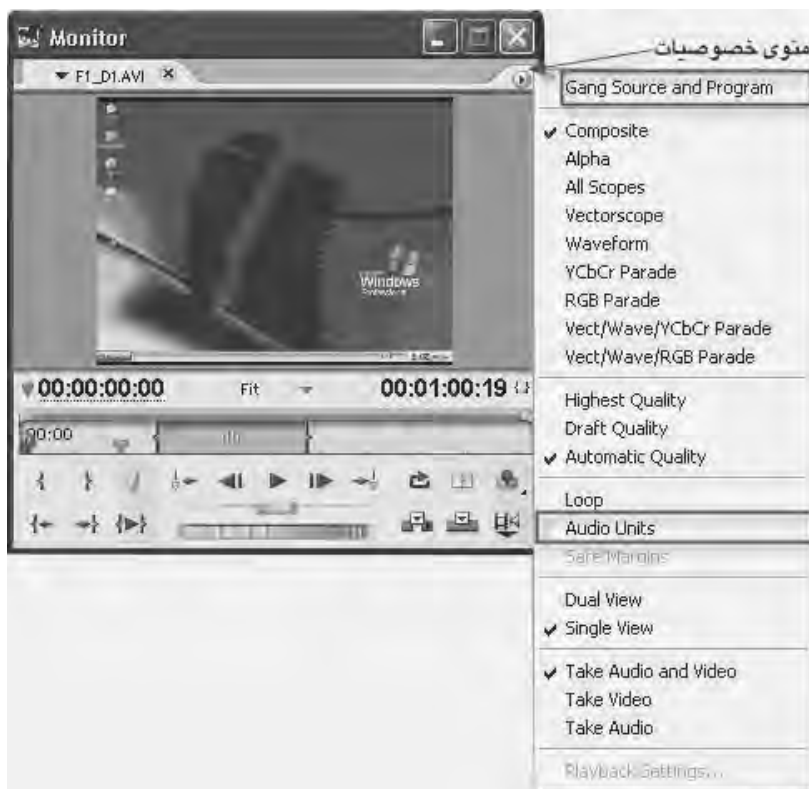 Monitor
منوی خصوصیات
F1_D1.AVI
Gang Source and Program
Composite
Alpha
All Scopes
Vectorscope
Waveform
YCbCr Parade
RGB Parade
Vect/Wave/YCbCr Parade
Vect/Wave/RGB Parade
Highest Quality
Draft Quality
Automatic Quality
Loop
Audio Units
Safe Margins
Dual View
Single View
Take Audio and Video
Take Video
Take Audio
Playback Settings...
Windows
Professional
00:00:00:00 Fit 00:01:00:19
00:00